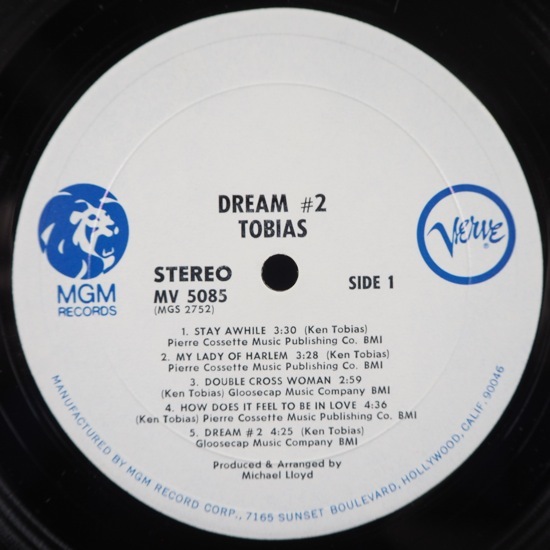 DREAM #2
TOBIAS
MGM
RECORDS
Verve®
STEREO
MV 5085
(MGS 2752)
SIDE 1
1. STAY AWHILE 3:30 (Ken Tobias)
Pierre Cossette Music Publishing Co. BMI
2. MY LADY OF HARLEM 3:28 (Ken Tobias)
Pierre Cossette Music Publishing Co. BMI
3. DOUBLE CROSS WOMAN 2:59
(Ken Tobias) Gloosecap Music Company BMI
4. HOW DOES IT FEEL TO BE IN LOVE 4:36
(Ken Tobias) Pierre Cossette Music Publishing Co. BMI
5. DREAM #2 4:25 (Ken Tobias)
Gloosecap Music Company BMI
Produced & Arranged by
Michael Lloyd
MANUFACTURED BY MGM RECORD CORP., 7165 SUNSET BOULEVARD, HOLLYWOOD, CALIF. 90046